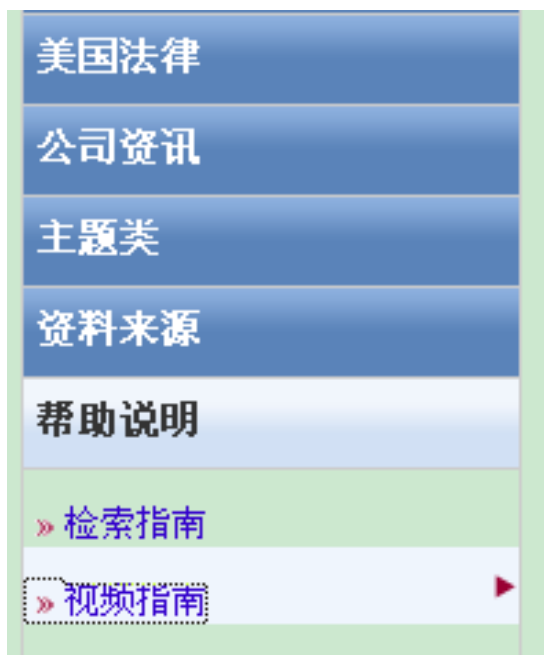 美国法律
公司资讯
主题类
资料来源
帮助说明
» 检索指南
» 视频指南